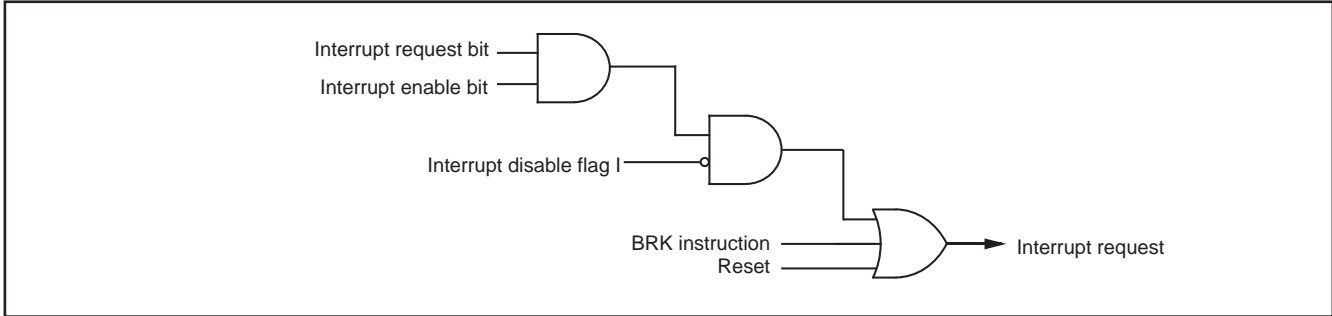 Interrupt request bit
Interrupt enable bit
Interrupt disable flag I
BRK instruction
Reset
Interrupt request